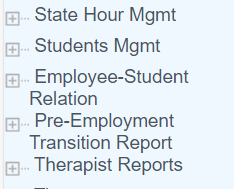 State Hour Mgmt
Students Mgmt
Employee-Student
Relation
Pre-Employment
Transition Report
Therapist Reports